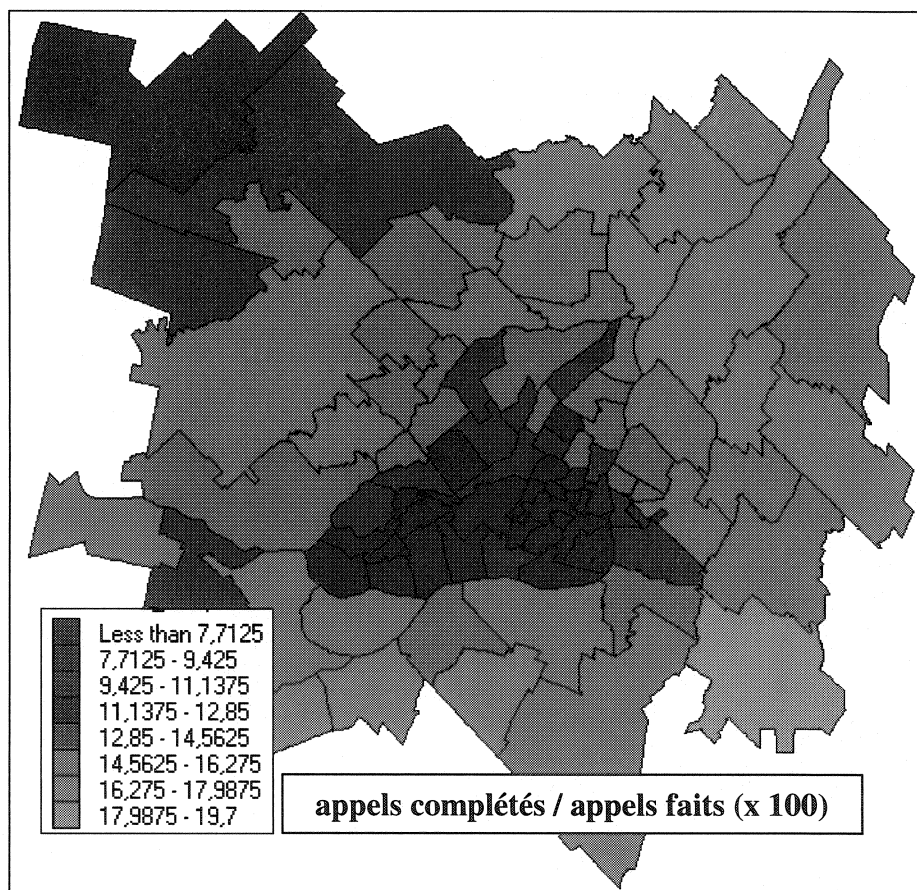 Less than 7,7125
7,7125 - 9,425
9,425 - 11,1375
11,1375 - 12,85
12,85 - 14,5625
14,5625 - 16,275
16,275 - 17,9875
17,9875 - 19,7
appels complétés / appels faits (x 100)